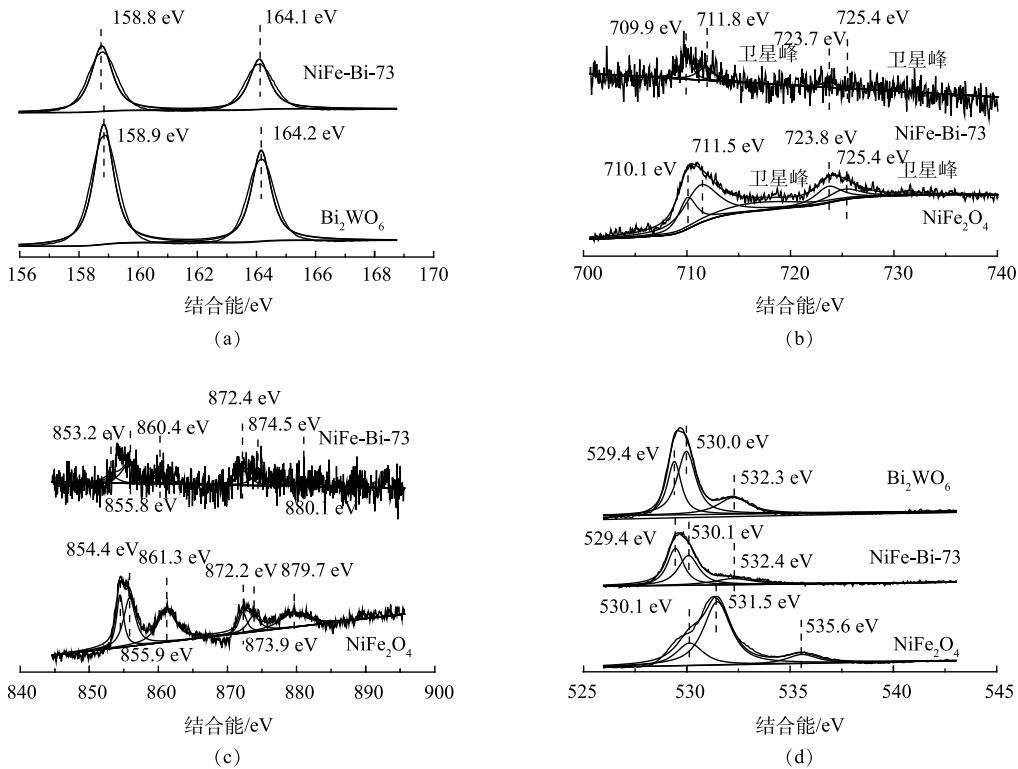 158.8 eV
164.1 eV
NiFe-Bi-73
158.9 eV
164.2 eV
Bi₂WO₆
156 158 160 162 164 166 168 170
结合能/eV
(a)
709.9 eV
711.8 eV
723.7 eV
725.4 eV
卫星峰
卫星峰
NiFe-Bi-73
710.1 eV
711.5 eV
723.8 eV
725.4 eV
卫星峰
卫星峰
NiFe₂O₄
700 710 720 730 740
结合能/eV
(b)
872.4 eV
853.2 eV
860.4 eV
874.5 eV
NiFe-Bi-73
855.8 eV
880.1 eV
854.4 eV
861.3 eV
872.2 eV
879.7 eV
855.9 eV
873.9 eV
NiFe₂O₄
840 850 860 870 880 890 900
结合能/eV
(c)
529.4 eV
530.0 eV
532.3 eV
Bi₂WO₆
529.4 eV
530.1 eV
532.4 eV
NiFe-Bi-73
530.1 eV
531.5 eV
535.6 eV
NiFe₂O₄
525 530 535 540 545
结合能/eV
(d)